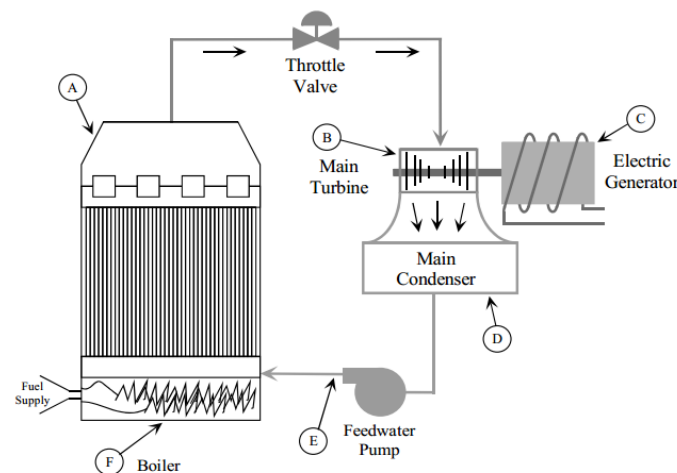 Throttle
Valve
A
B
C
Main
Turbine
Electric
Generator
Main
Condenser
D
Fuel
Supply
E
Feedwater
Pump
F
Boiler